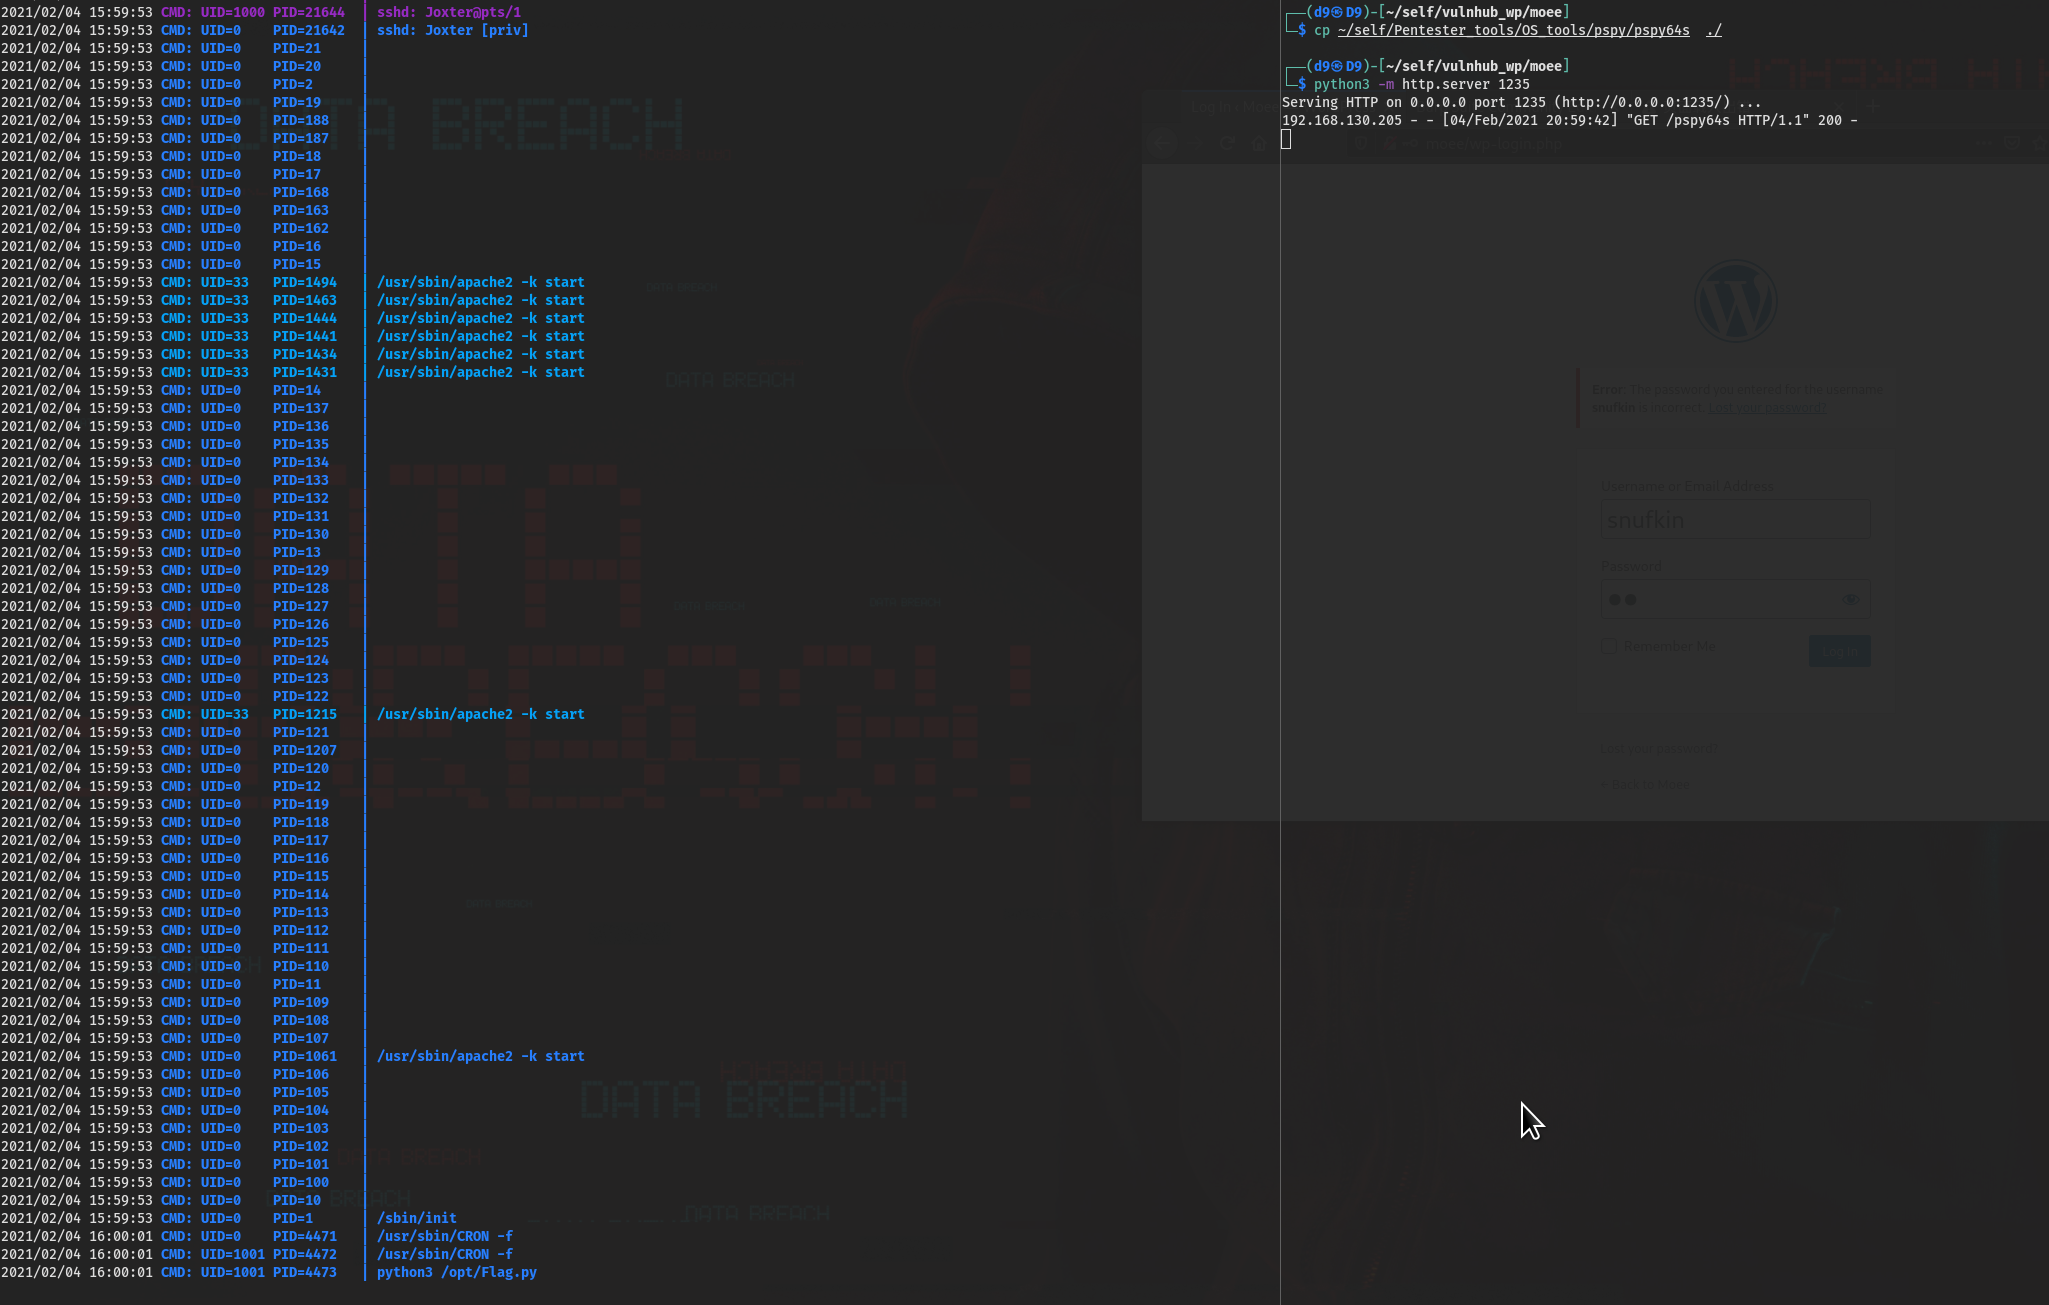 2021/02/04 15:59:53 CMD: UID=1000 PID=21644 | sshd: Joxter@pts/1
2021/02/04 15:59:53 CMD: UID=0 PID=21642 | sshd: Joxter [priv]
2021/02/04 15:59:53 CMD: UID=0 PID=21 |
2021/02/04 15:59:53 CMD: UID=0 PID=20 |
2021/02/04 15:59:53 CMD: UID=0 PID=2 |
2021/02/04 15:59:53 CMD: UID=0 PID=19 |
2021/02/04 15:59:53 CMD: UID=0 PID=188 |
2021/02/04 15:59:53 CMD: UID=0 PID=187 |
2021/02/04 15:59:53 CMD: UID=0 PID=18 |
2021/02/04 15:59:53 CMD: UID=0 PID=17 |
2021/02/04 15:59:53 CMD: UID=0 PID=168 |
2021/02/04 15:59:53 CMD: UID=0 PID=163 |
2021/02/04 15:59:53 CMD: UID=0 PID=162 |
2021/02/04 15:59:53 CMD: UID=0 PID=16 |
2021/02/04 15:59:53 CMD: UID=0 PID=15 |
2021/02/04 15:59:53 CMD: UID=33 PID=1494 | /usr/sbin/apache2 -k start
2021/02/04 15:59:53 CMD: UID=33 PID=1463 | /usr/sbin/apache2 -k start
2021/02/04 15:59:53 CMD: UID=33 PID=1444 | /usr/sbin/apache2 -k start
2021/02/04 15:59:53 CMD: UID=33 PID=1441 | /usr/sbin/apache2 -k start
2021/02/04 15:59:53 CMD: UID=33 PID=1434 | /usr/sbin/apache2 -k start
2021/02/04 15:59:53 CMD: UID=33 PID=1431 | /usr/sbin/apache2 -k start
2021/02/04 15:59:53 CMD: UID=0 PID=14 |
2021/02/04 15:59:53 CMD: UID=0 PID=137 |
2021/02/04 15:59:53 CMD: UID=0 PID=136 |
2021/02/04 15:59:53 CMD: UID=0 PID=135 |
2021/02/04 15:59:53 CMD: UID=0 PID=134 |
2021/02/04 15:59:53 CMD: UID=0 PID=133 |
2021/02/04 15:59:53 CMD: UID=0 PID=132 |
2021/02/04 15:59:53 CMD: UID=0 PID=131 |
2021/02/04 15:59:53 CMD: UID=0 PID=130 |
2021/02/04 15:59:53 CMD: UID=0 PID=13 |
2021/02/04 15:59:53 CMD: UID=0 PID=129 |
2021/02/04 15:59:53 CMD: UID=0 PID=128 |
2021/02/04 15:59:53 CMD: UID=0 PID=127 |
2021/02/04 15:59:53 CMD: UID=0 PID=126 |
2021/02/04 15:59:53 CMD: UID=0 PID=125 |
2021/02/04 15:59:53 CMD: UID=0 PID=124 |
2021/02/04 15:59:53 CMD: UID=0 PID=123 |
2021/02/04 15:59:53 CMD: UID=0 PID=122 |
2021/02/04 15:59:53 CMD: UID=33 PID=1215 | /usr/sbin/apache2 -k start
2021/02/04 15:59:53 CMD: UID=0 PID=121 |
2021/02/04 15:59:53 CMD: UID=0 PID=1207 |
2021/02/04 15:59:53 CMD: UID=0 PID=120 |
2021/02/04 15:59:53 CMD: UID=0 PID=12 |
2021/02/04 15:59:53 CMD: UID=0 PID=119 |
2021/02/04 15:59:53 CMD: UID=0 PID=118 |
2021/02/04 15:59:53 CMD: UID=0 PID=117 |
2021/02/04 15:59:53 CMD: UID=0 PID=116 |
2021/02/04 15:59:53 CMD: UID=0 PID=115 |
2021/02/04 15:59:53 CMD: UID=0 PID=114 |
2021/02/04 15:59:53 CMD: UID=0 PID=113 |
2021/02/04 15:59:53 CMD: UID=0 PID=112 |
2021/02/04 15:59:53 CMD: UID=0 PID=111 |
2021/02/04 15:59:53 CMD: UID=0 PID=110 |
2021/02/04 15:59:53 CMD: UID=0 PID=11 |
2021/02/04 15:59:53 CMD: UID=0 PID=109 |
2021/02/04 15:59:53 CMD: UID=0 PID=108 |
2021/02/04 15:59:53 CMD: UID=0 PID=107 |
2021/02/04 15:59:53 CMD: UID=0 PID=1061 | /usr/sbin/apache2 -k start
2021/02/04 15:59:53 CMD: UID=0 PID=106 |
2021/02/04 15:59:53 CMD: UID=0 PID=105 |
2021/02/04 15:59:53 CMD: UID=0 PID=104 |
2021/02/04 15:59:53 CMD: UID=0 PID=103 |
2021/02/04 15:59:53 CMD: UID=0 PID=102 |
2021/02/04 15:59:53 CMD: UID=0 PID=101 |
2021/02/04 15:59:53 CMD: UID=0 PID=100 |
2021/02/04 15:59:53 CMD: UID=0 PID=10 |
2021/02/04 15:59:53 CMD: UID=0 PID=1 | /sbin/init
2021/02/04 16:00:01 CMD: UID=0 PID=4471 | /usr/sbin/CRON -f
2021/02/04 16:00:01 CMD: UID=1001 PID=4472 | /usr/sbin/CRON -f
2021/02/04 16:00:01 CMD: UID=1001 PID=4473 | python3 /opt/Flag.py
┌──(d9㉿D9)-[~/self/vulnhub_wp/moee]
└─$ cp ~/self/Pentester_tools/OS_tools/pspy/pspy64s ./
┌──(d9㉿D9)-[~/self/vulnhub_wp/moee]
└─$ python3 -m http.server 1235
Serving HTTP on 0.0.0.0 port 1235 (http://0.0.0.0:1235/) ...
192.168.130.205 - - [04/Feb/2021 20:59:42] "GET /pspy64s HTTP/1.1" 200 -
moee/wp-login.php
Error: The password you entered for the username
snufkin is incorrect. Lost your password?
Username or Email Address
snufkin
Password
Remember Me
Log In
Lost your password?
DATA BREACH
DATA BREACH
DATA BREACH
DATA BREACH
DATA BREACH
DATA BREACH
DATA BREACH